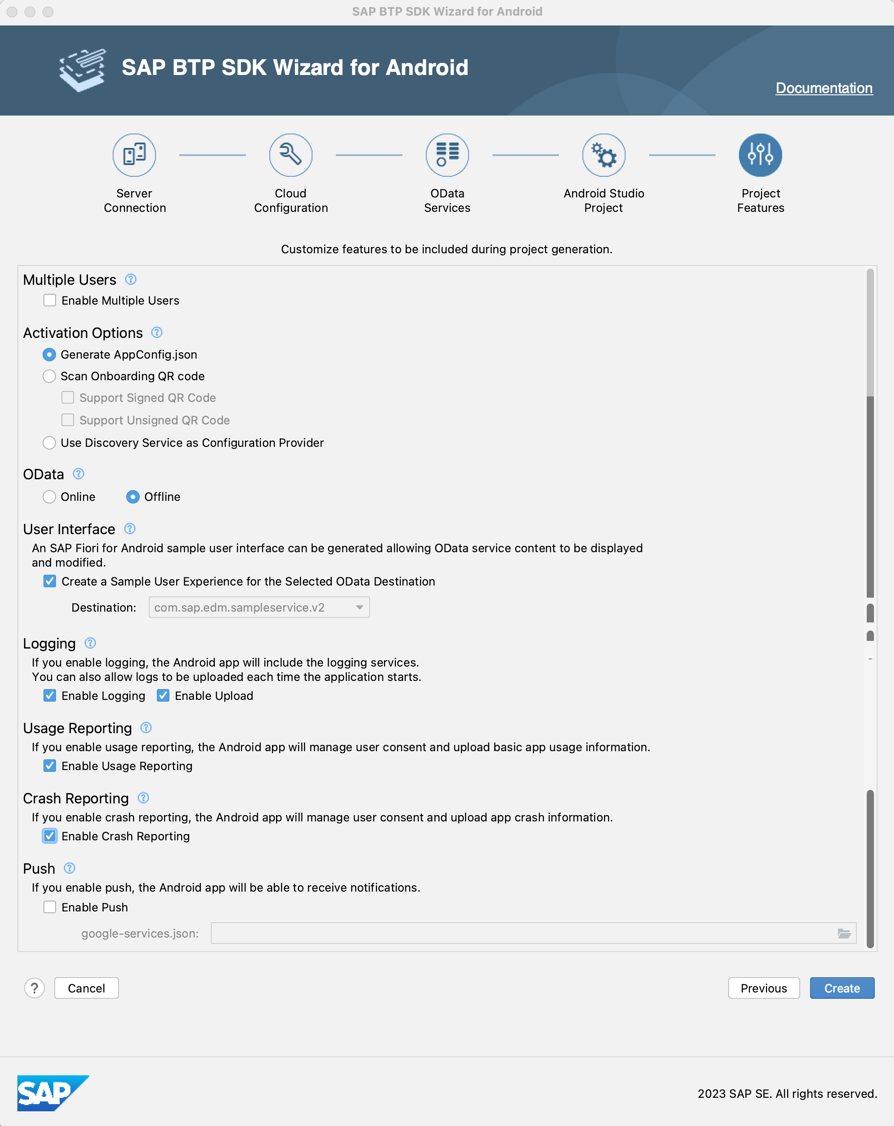 SAP BTP SDK Wizard for Android
SAP BTP SDK Wizard for Android
Documentation
Server
Connection
Cloud
Configuration
OData
Services
Android Studio
Project
Project
Features
Customize features to be included during project generation.
Multiple Users ?
Enable Multiple Users
Activation Options ?
Generate AppConfig.json
Scan Onboarding QR code
Support Signed QR Code
Support Unsigned QR Code
Use Discovery Service as Configuration Provider
OData ?
Online Offline
User Interface ?
An SAP Fiori for Android sample user interface can be generated allowing OData service content to be displayed
and modified.
Create a Sample User Experience for the Selected OData Destination
Destination: com.sap.edm.sampleservice.v2
Logging ?
If you enable logging, the Android app will include the logging services.
You can also allow logs to be uploaded each time the application starts.
Enable Logging Enable Upload
Usage Reporting ?
If you enable usage reporting, the Android app will manage user consent and upload basic app usage information.
Enable Usage Reporting
Crash Reporting ?
If you enable crash reporting, the Android app will manage user consent and upload app crash information.
Enable Crash Reporting
Push ?
If you enable push, the Android app will be able to receive notifications.
Enable Push
google-services.json:
? Cancel Previous Create
SAP 2023 SAP SE. All rights reserved.